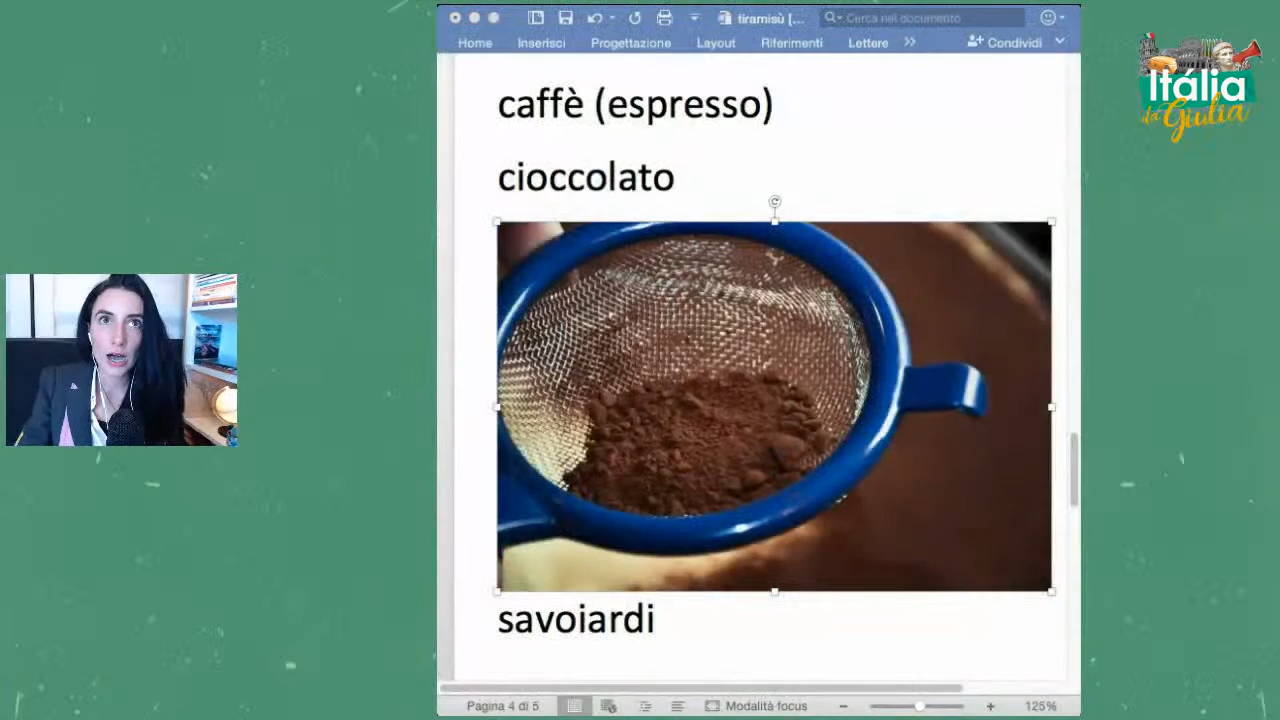 tiramisù [...
Cerca nel documento
Home Inserisci Progettazione Layout Riferimenti Lettere >> Condividi
Itália
da Giulia
caffè (espresso)
cioccolato
savoiardi
Pagina 4 di 5 Modalità focus 125%